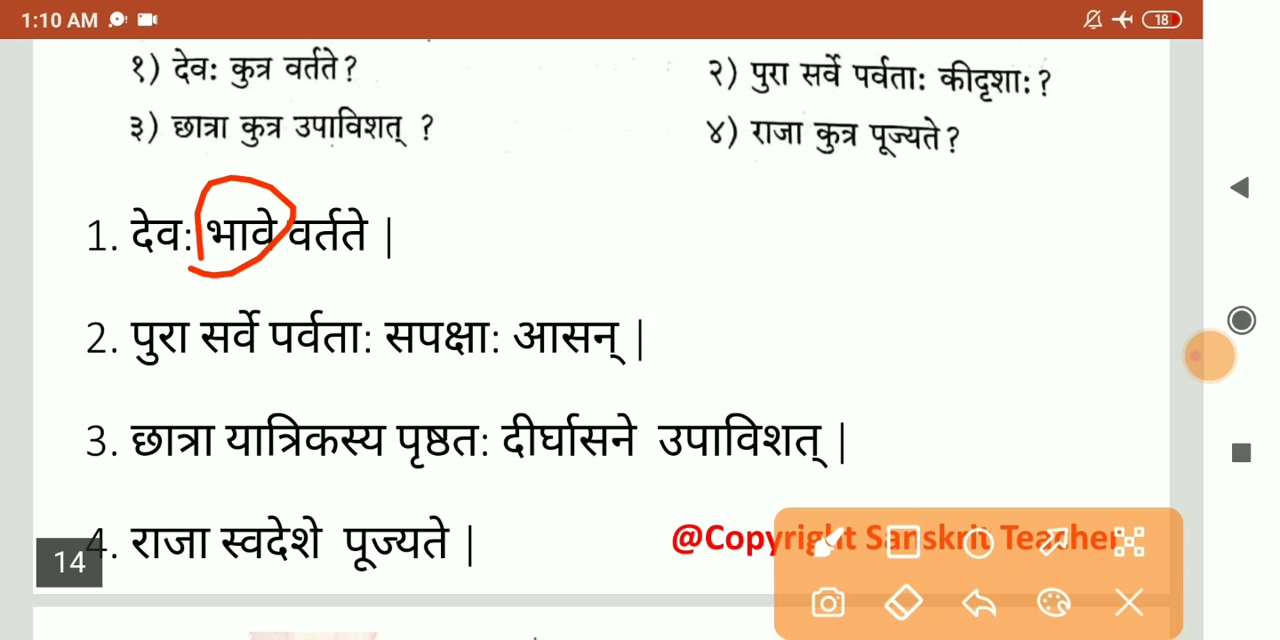 1:10 AM 18
१) देवः कुत्र वर्तते? २) पुरा सर्वे पर्वताः कीदृशाः?
३) छात्रा कुत्र उपाविशत् ? ४) राजा कुत्र पूज्यते?
1. देवः भावे वर्तते |
2. पुरा सर्वे पर्वताः सपक्षाः आसन् |
3. छात्रा यात्रिकस्य पृष्ठतः दीर्घासने उपाविशत् |
4. राजा स्वदेशे पूज्यते | @Copyright Sanskrit Teacher
14